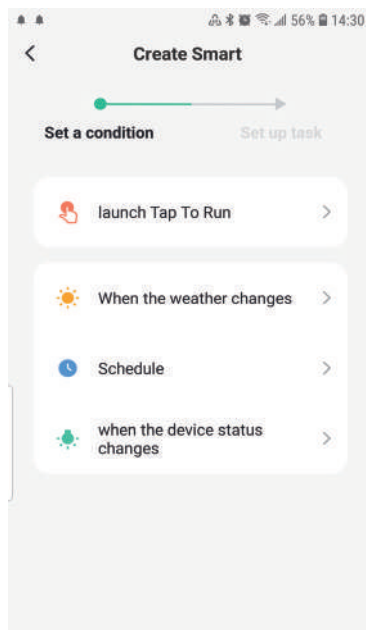 56% 14:30
Create Smart
Set a condition
Set up task
launch Tap To Run
When the weather changes
Schedule
when the device status
changes